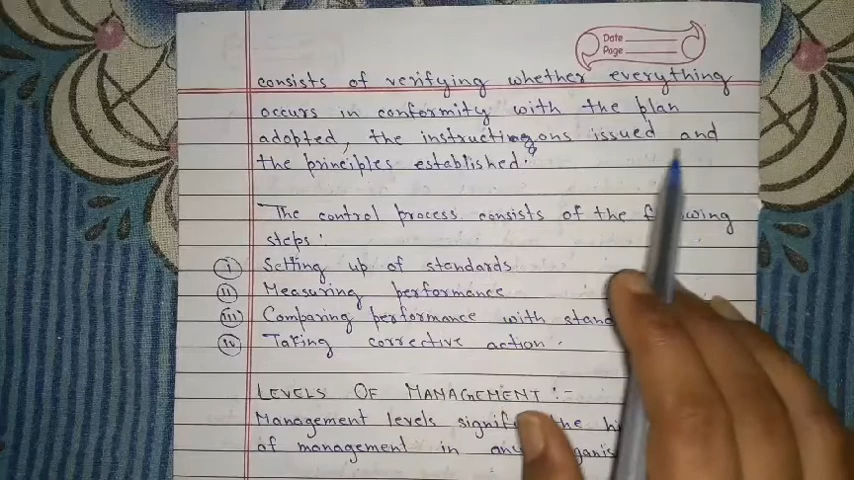 Date
Page
consists of verifying whether everything
occurs in conformity with the plan
adopted, the instructions issued and
the principles established.
The control process consists of the
steps:
(i) Setting up of standards
(ii) Measuring performance
(iii) Comparing performance with
(iv) Taking corrective action.
LEVELS OF MANAGEMENT :-
Management levels the
of management in